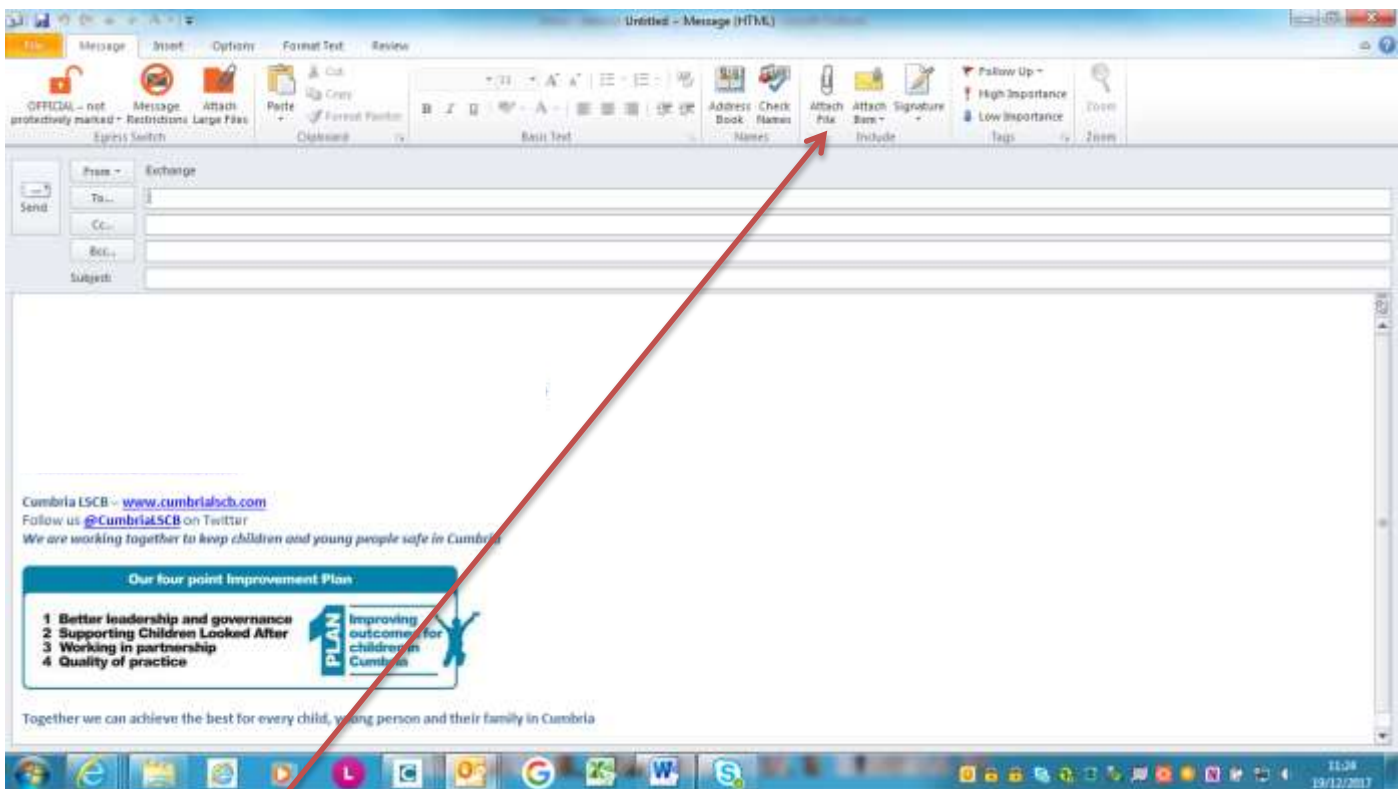 Untitled - Message (HTML)
File Message Insert Options Format Text Review
OFFICIAL - not protectively marked
Message Restrictions
Attach Large Files
Egress Switch
Paste
Cut
Copy
Format Painter
Clipboard
11
B I U
Basic Text
Address Book
Check Names
Names
Attach File
Attach Item
Signature
Include
Follow Up
High Importance
Low Importance
Tags
Zoom
Zoom
Send
From
Exchange
To...
Cc...
Bcc...
Subject:
Cumbria LSCB - www.cumbrialscb.com
Follow us @CumbriaLSCB on Twitter
We are working together to keep children and young people safe in Cumbria
Our four point Improvement Plan
1 Better leadership and governance
2 Supporting Children Looked After
3 Working in partnership
4 Quality of practice
1 PLAN
Improving
outcomes for
children in
Cumbria
Together we can achieve the best for every child, young person and their family in Cumbria
11:24
19/12/2017